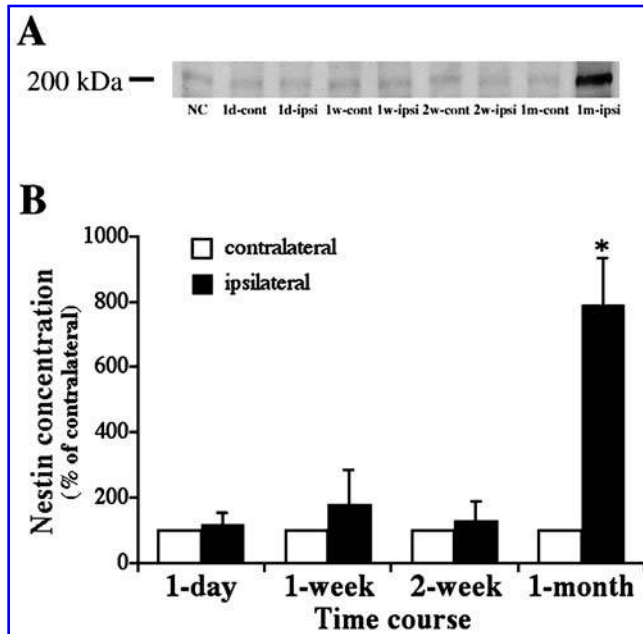 A
200 kDa
NC 1d-cont 1d-ipsi 1w-cont 1w-ipsi 2w-cont 2w-ipsi 1m-cont 1m-ipsi
B
Nestin concentration
(% of contralateral)
1000
800
600
400
200
0
contralateral
ipsilateral
*
1-day 1-week 2-week 1-month
Time course